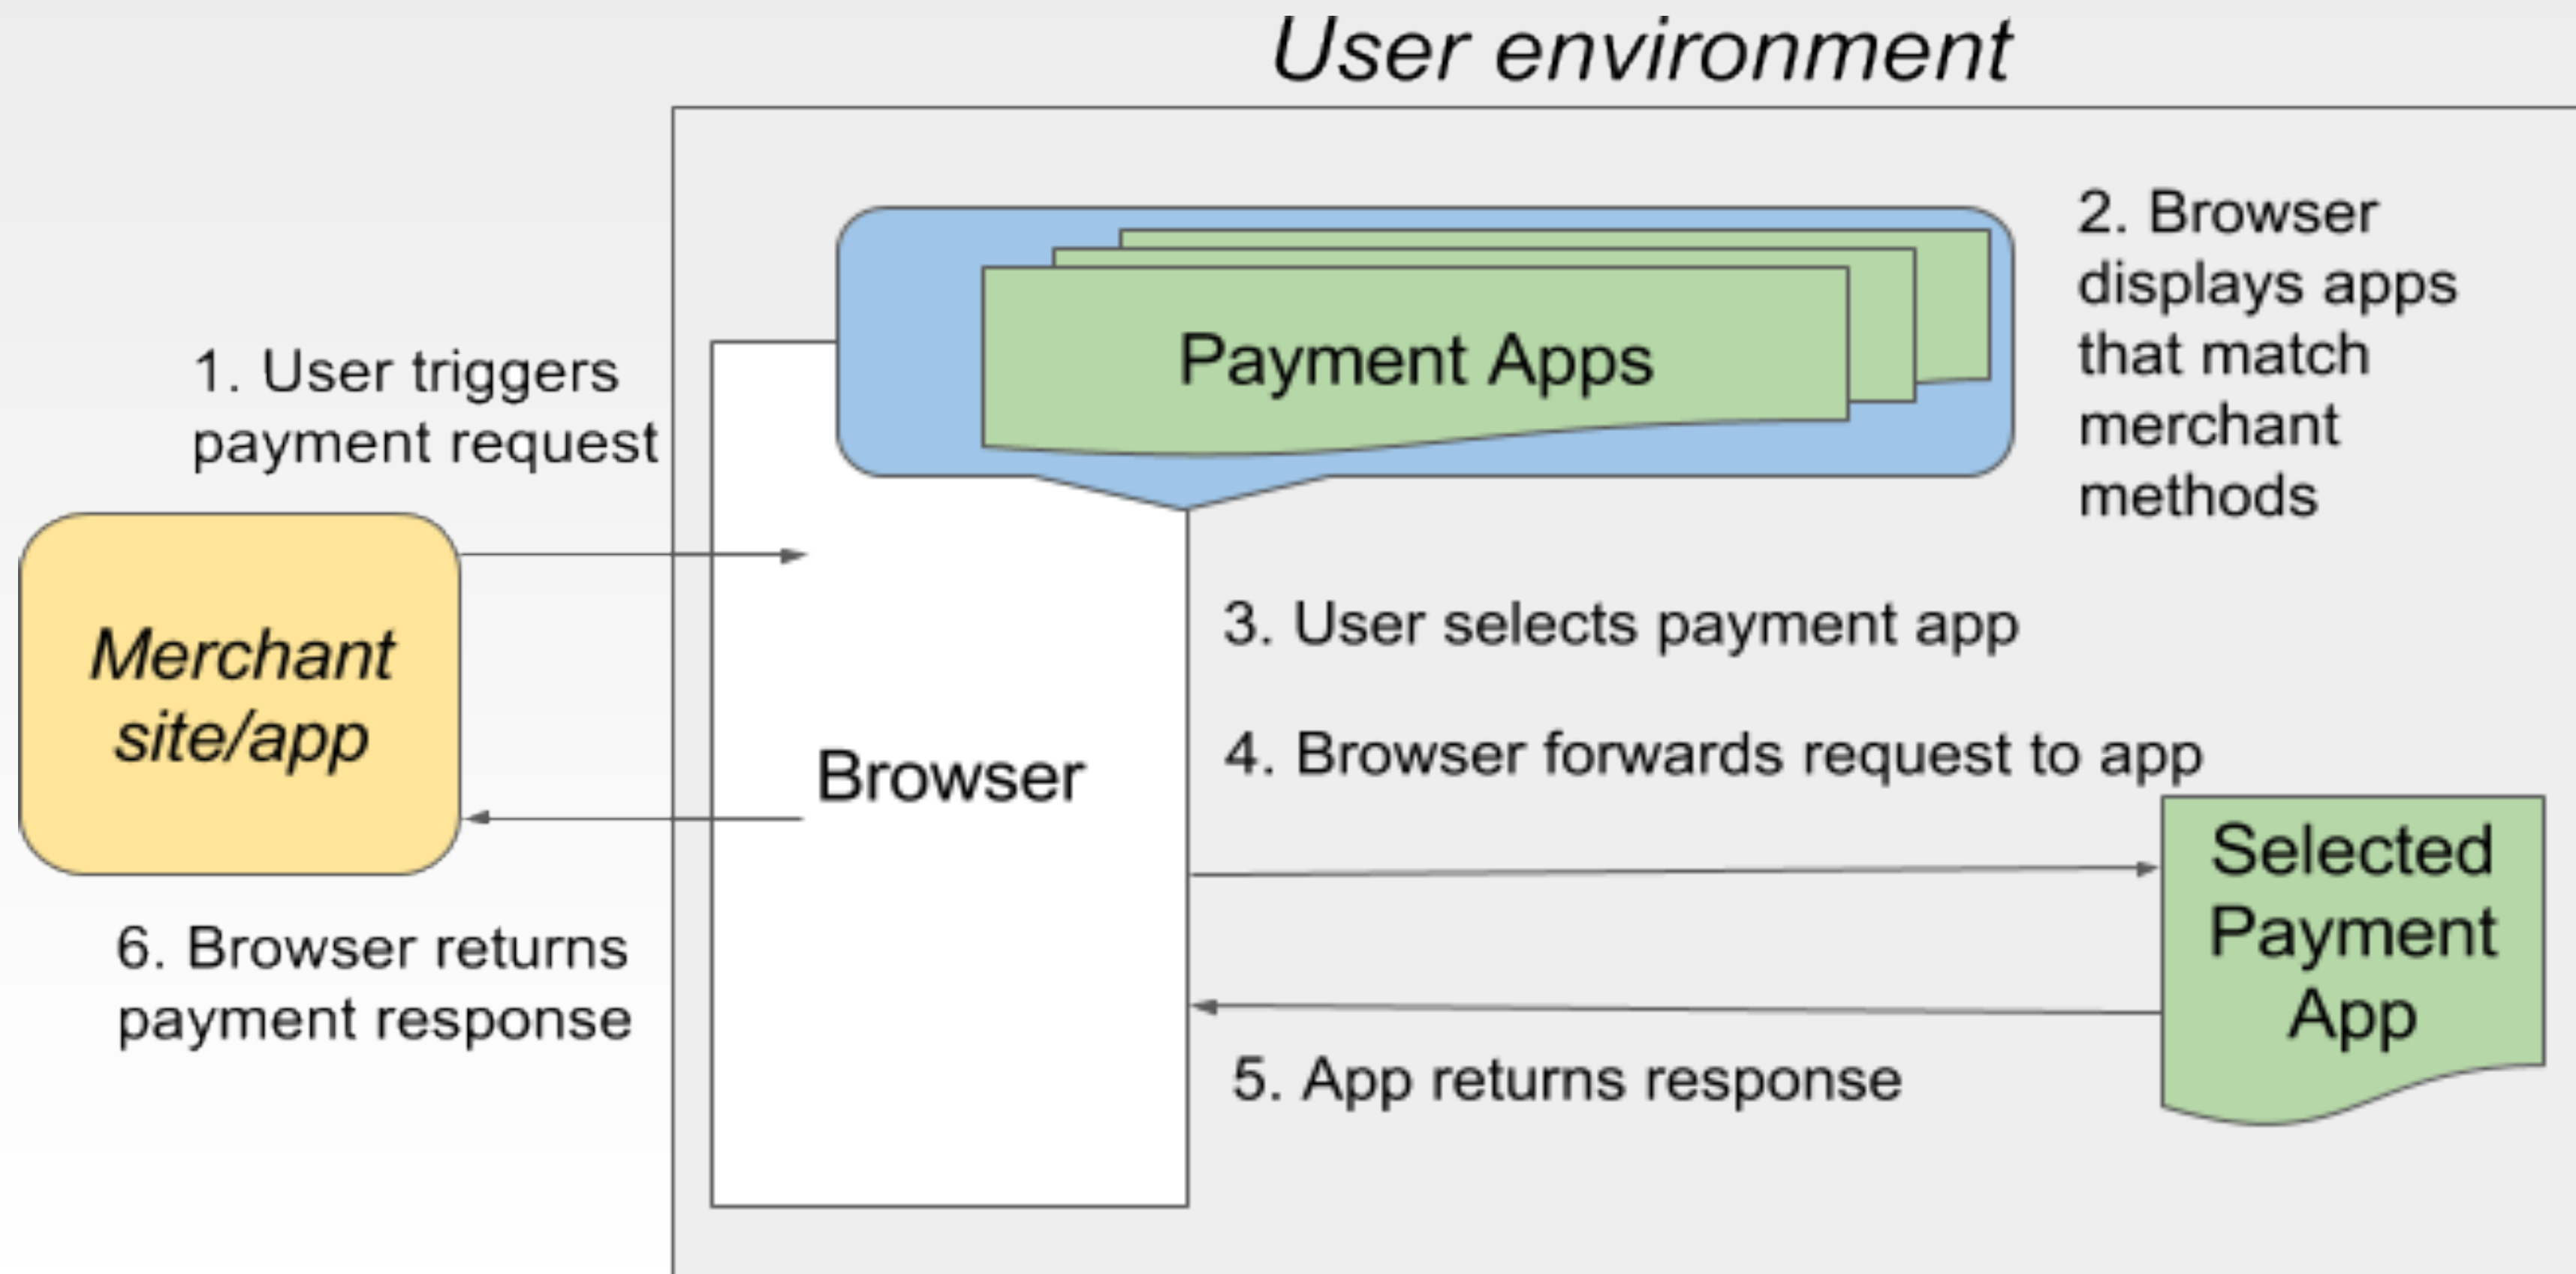 User environment
Payment Apps
2. Browser
displays apps
that match
merchant
methods
1. User triggers
payment request
Merchant
site/app
Browser
3. User selects payment app
4. Browser forwards request to app
Selected
Payment
App
5. App returns response
6. Browser returns
payment response